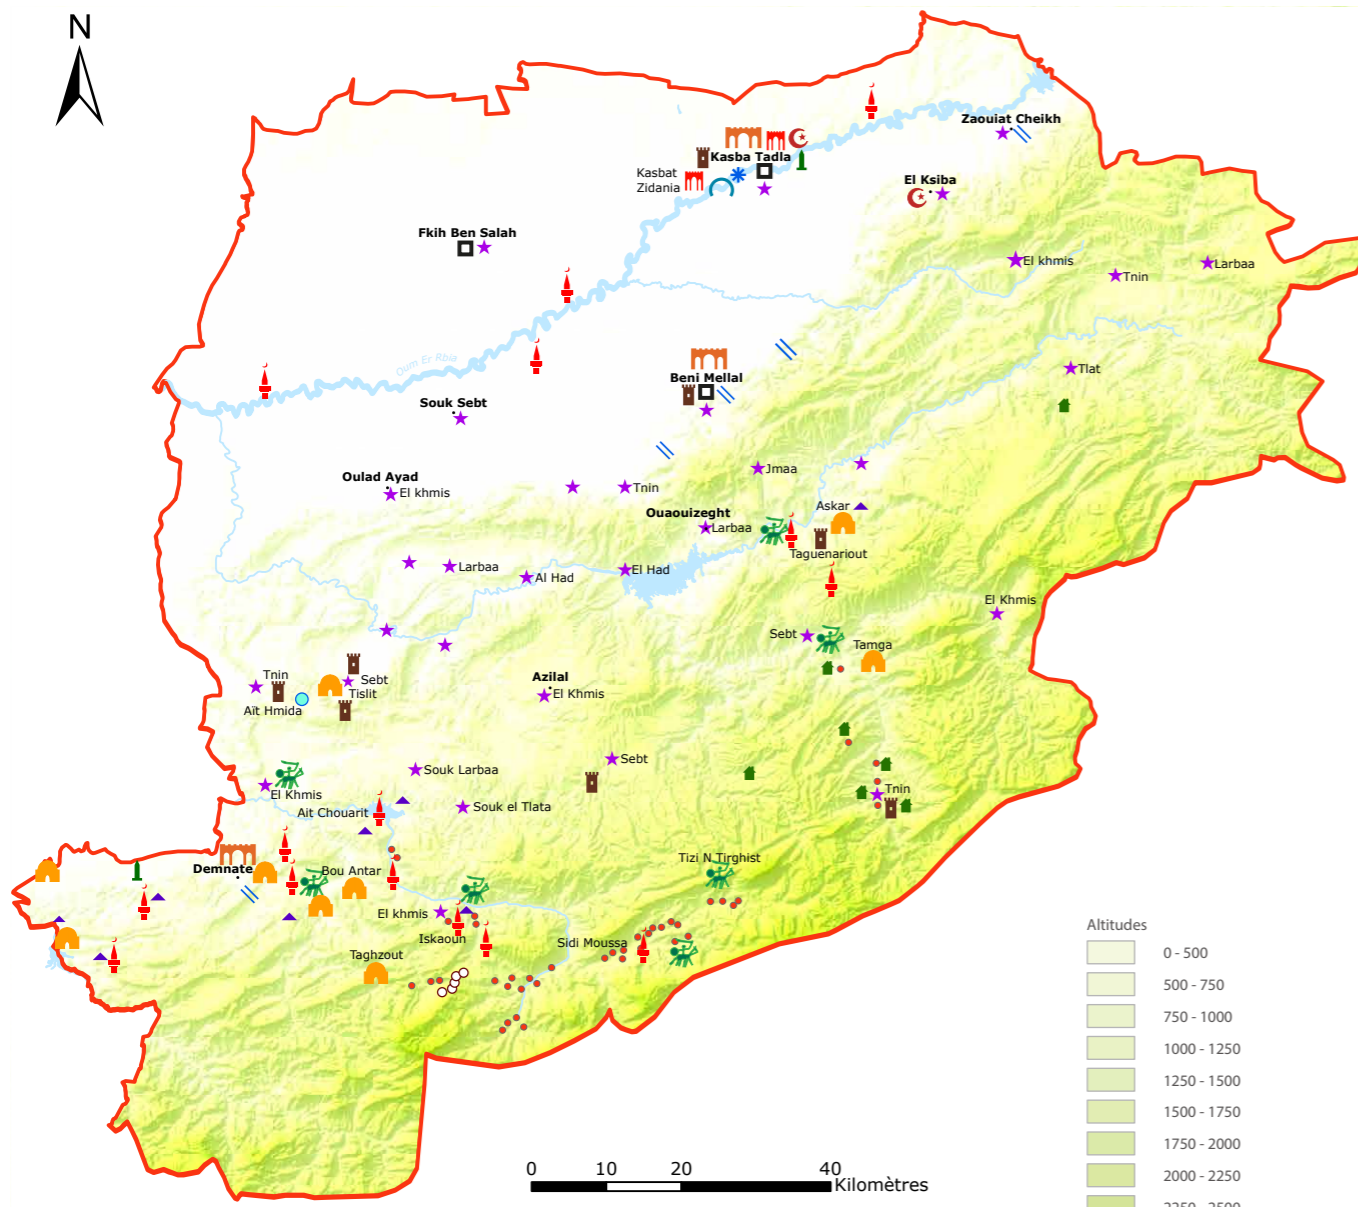 N
Zaouiat Cheikh
Kasba Tadla
Kasbat
Zidania
El Ksiba
Fkih Ben Salah
El khmis
Tnin
Larbaa
Oum Er Rbia
Beni Mellal
Tlat
Souk Sebt
Jmaa
Oulad Ayad
El khmis
Tnin
Askar
Ouaouizeght
Larbaa
Taguenariout
Larbaa
Al Had
El Had
El Khmis
Sebt
Tamga
Tnin
Sebt
Tislit
Aït Hmida
Azilal
El Khmis
Sebt
Souk Larbaa
El Khmis
Tnin
Ait Chouarit
Souk el Tlata
Demnate
Bou Antar
Tizi N Tirghist
El khmis
Iskaoun
Sidi Moussa
Taghzout
Altitudes
0 - 500
500 - 750
750 - 1000
1000 - 1250
1250 - 1500
1500 - 1750
1750 - 2000
2000 - 2250
2250 - 2500
0 10 20 40
Kilomètres